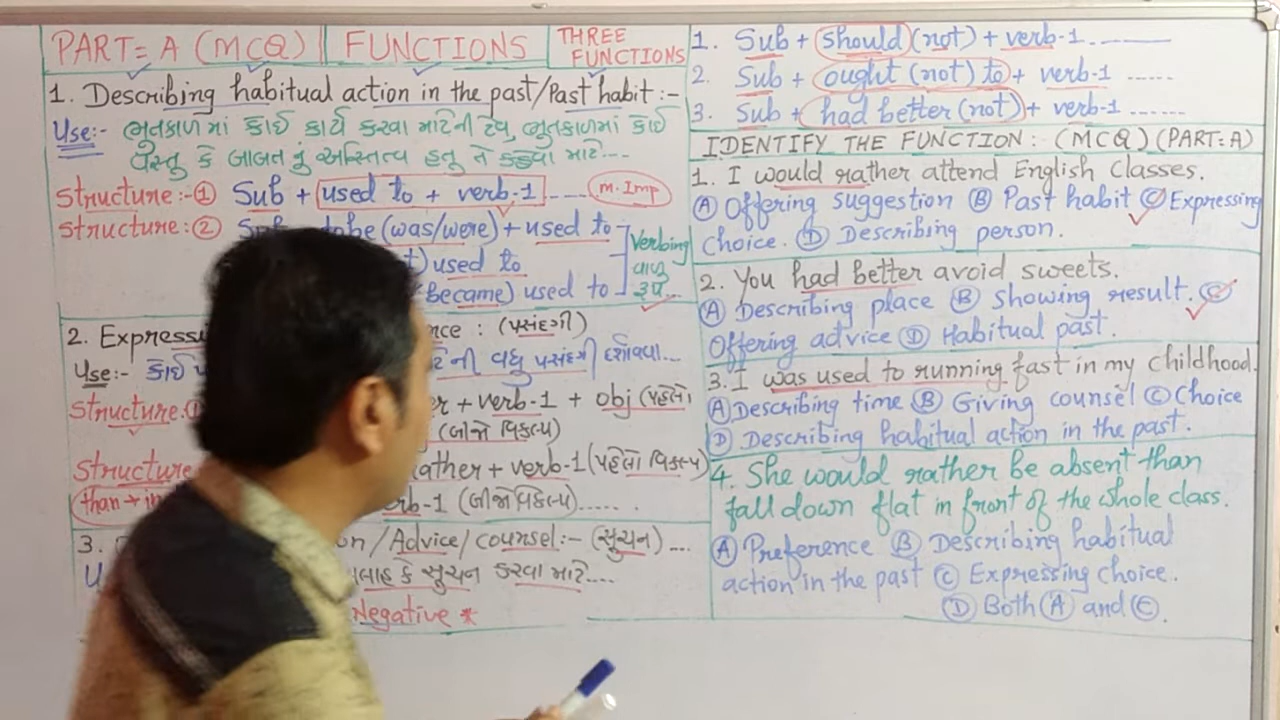 PART= A (MCQ) || FUNCTIONS
THREE FUNCTIONS
1. Describing habitual action in the past/Past habit :-
Use:- ભુતકાળ માં કોઈ કાર્ય કરવા માટેની ટેવ, ભુતકાળમાં કોઈ
વસ્તુ કે બાબત નું અસ્તિત્વ હતુ તે કહેવા માટે....
Structure:-① Sub + used to + verb-1 ...... (m. Imp)
Structure:② to be (was/were) + used to
used to
became) used to
Verbing
વાળુ
રૂપ
2. Expressi nce : (પસંદગી)
Use:- કોઈ ની વધુ પસંદગી દર્શાવવા...
Structure: + verb-1 + obj (પહેલો
(બીજો વિકલ્પ)
Structure rather + verb-1 (પહેલો વિકલ્પ)
than → verb-1 (બીજો વિકલ્પ)......
3. on / Advice / counsel :- (સૂચન) ....
સલાહ કે સૂચન કરવા માટે....
Negative *
1. Sub + should (not) + verb-1 ..........
2. Sub + ought (not) to + verb-1 ......
3. Sub + had better (not) + verb-1 ......
IDENTIFY THE FUNCTION : (MCQ) (PART: A)
1. I would rather attend English Classes.
Ⓐ Offering suggestion Ⓑ Past habit Ⓒ Expressing
choice. Ⓓ Describing person.
2. You had better avoid sweets.
Ⓐ Describing place Ⓑ Showing result. Ⓒ
Offering advice Ⓓ Habitual past.
3. I was used to running fast in my childhood.
Ⓐ Describing time Ⓑ Giving counsel Ⓒ Choice
Ⓓ Describing habitual action in the past.
4. She would rather be absent than
fall down flat in front of the whole class.
Ⓐ Preference Ⓑ Describing habitual
action in the past Ⓒ Expressing Choice.
Ⓓ Both Ⓐ and Ⓒ.